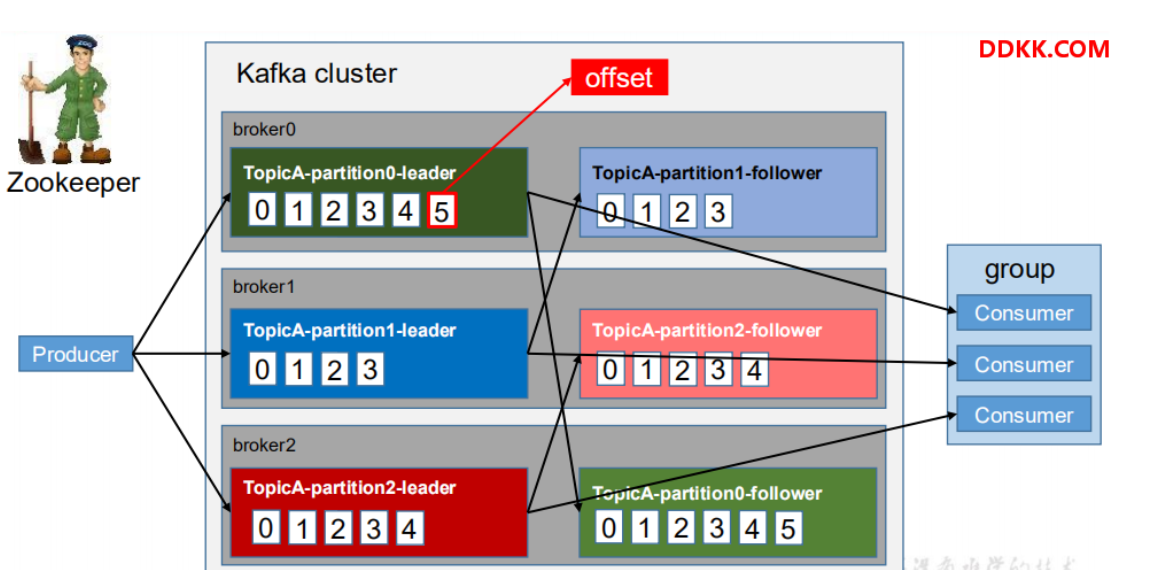 DDKK.COM
Kafka cluster
offset
broker0
TopicA-partition0-leader
TopicA-partition1-follower
0 1 2 3 4 5
0 1 2 3
Zookeeper
broker1
group
TopicA-partition1-leader
TopicA-partition2-follower
Consumer
Producer
0 1 2 3
0 1 2 3 4
Consumer
Consumer
broker2
TopicA-partition2-leader
TopicA-partition0-follower
0 1 2 3 4
0 1 2 3 4 5